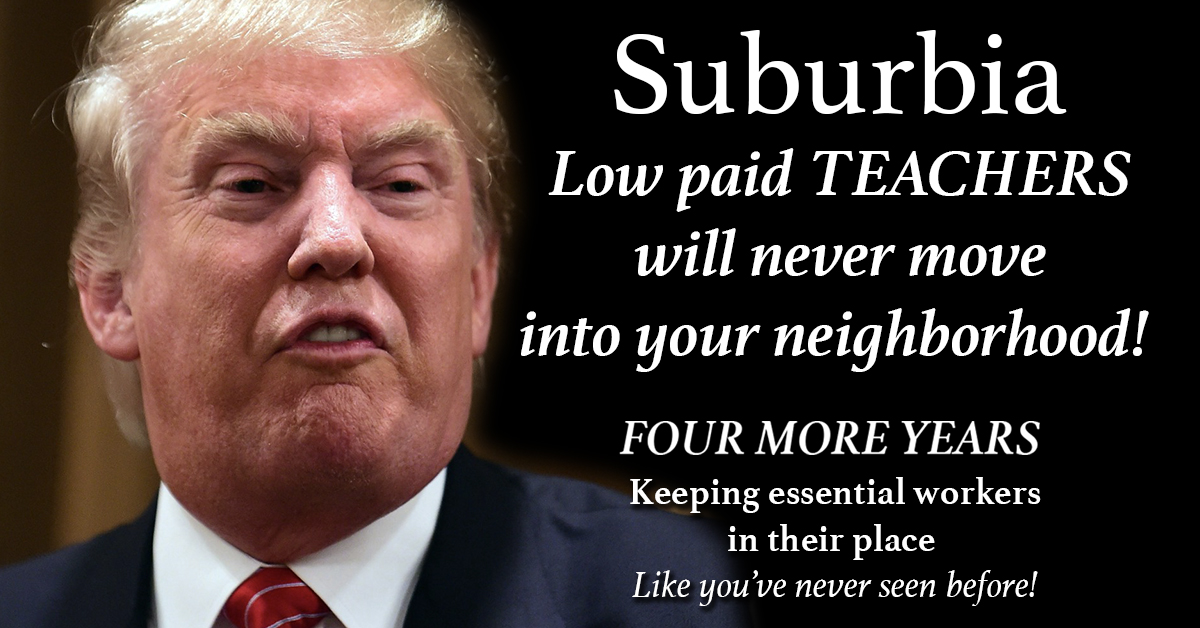 Suburbia
Low paid TEACHERS
will never move
into your neighborhood!
FOUR MORE YEARS
Keeping essential workers
in their place
Like you've never seen before!